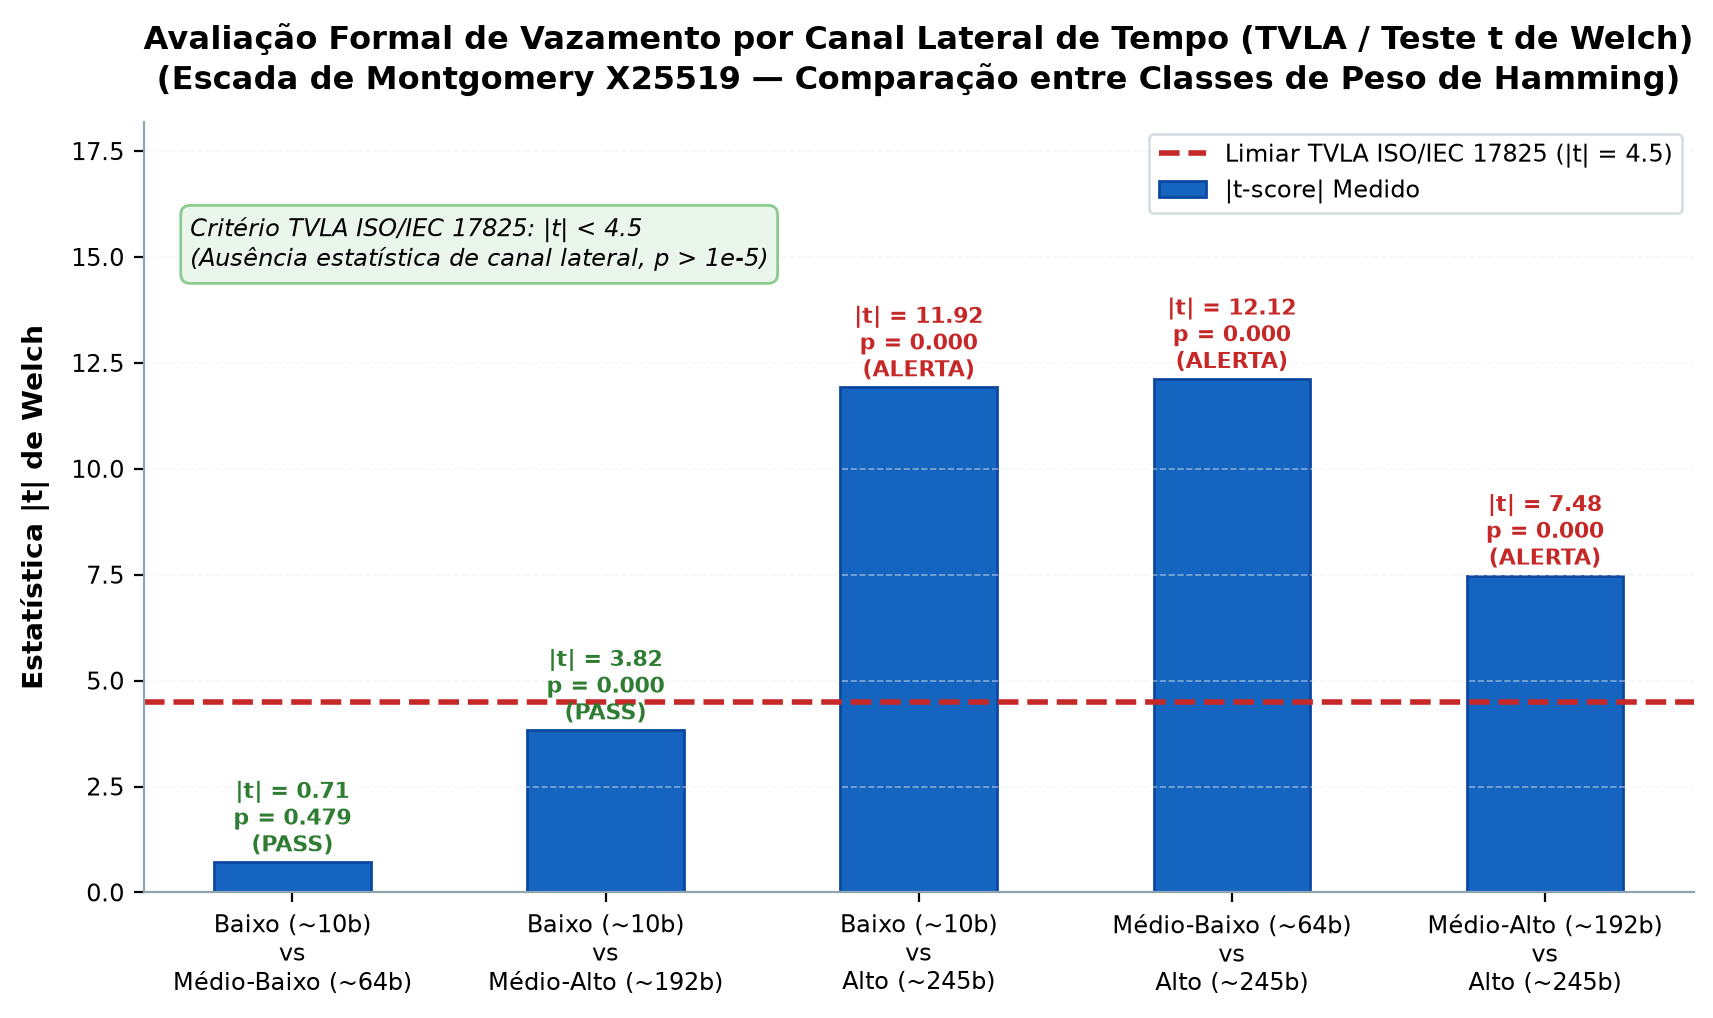 Avaliação Formal de Vazamento por Canal Lateral de Tempo (TVLA / Teste t de Welch)
(Escada de Montgomery X25519 — Comparação entre Classes de Peso de Hamming)
Estatística |t| de Welch
17.5
15.0
12.5
10.0
7.5
5.0
2.5
0.0
Limiar TVLA ISO/IEC 17825 (|t| = 4.5)
|t-score| Medido
Critério TVLA ISO/IEC 17825: |t| < 4.5
(Ausência estatística de canal lateral, p > 1e-5)
|t| = 0.71
p = 0.479
(PASS)
|t| = 3.82
p = 0.000
(PASS)
|t| = 11.92
p = 0.000
(ALERTA)
|t| = 12.12
p = 0.000
(ALERTA)
|t| = 7.48
p = 0.000
(ALERTA)
Baixo (~10b)
vs
Médio-Baixo (~64b)
Baixo (~10b)
vs
Médio-Alto (~192b)
Baixo (~10b)
vs
Alto (~245b)
Médio-Baixo (~64b)
vs
Alto (~245b)
Médio-Alto (~192b)
vs
Alto (~245b)